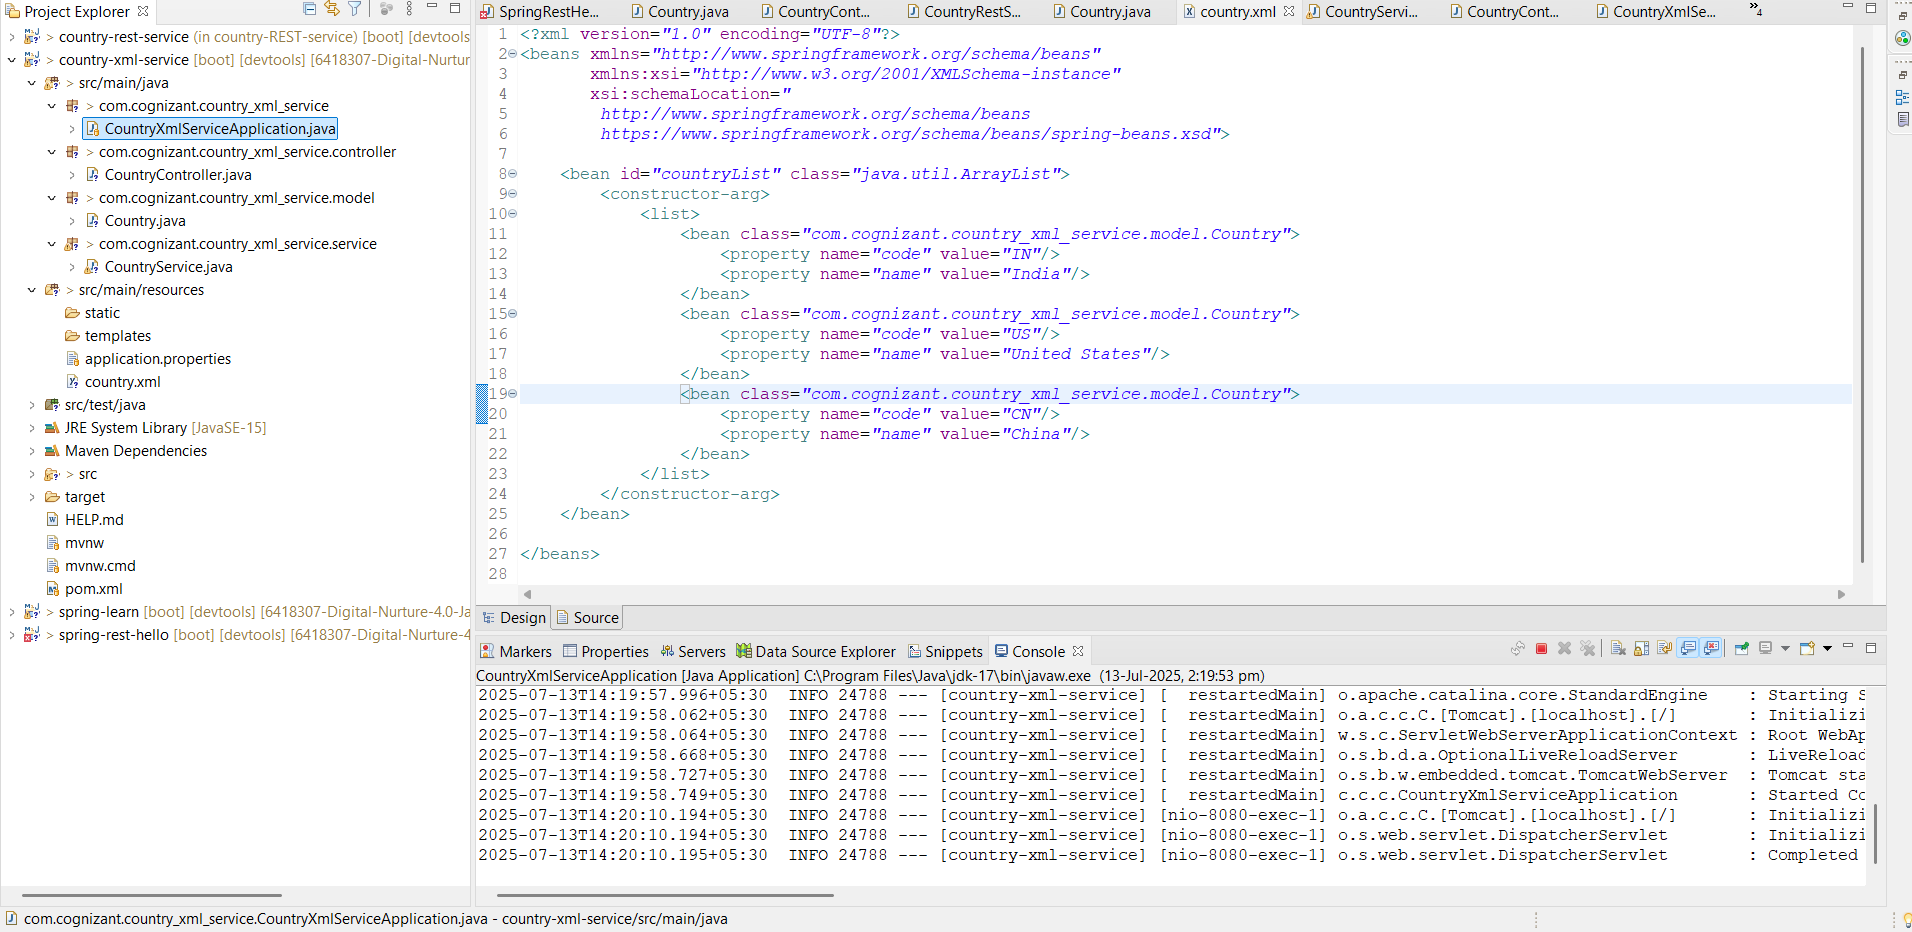 Project Explorer
> country-rest-service (in country-REST-service) [boot] [devtools
> country-xml-service [boot] [devtools] [6418307-Digital-Nurtur
> src/main/java
> com.cognizant.country_xml_service
CountryXmlServiceApplication.java
> com.cognizant.country_xml_service.controller
CountryController.java
> com.cognizant.country_xml_service.model
Country.java
> com.cognizant.country_xml_service.service
CountryService.java
> src/main/resources
static
templates
application.properties
country.xml
src/test/java
JRE System Library [JavaSE-15]
Maven Dependencies
> src
target
HELP.md
mvnw
mvnw.cmd
pom.xml
> spring-learn [boot] [devtools] [6418307-Digital-Nurture-4.0-Ja
> spring-rest-hello [boot] [devtools] [6418307-Digital-Nurture-4
SpringRestHe... Country.java CountryCont... CountryRestS... Country.java country.xml CountryServi... CountryCont... CountryXmlSe... »4
1 <?xml version="1.0" encoding="UTF-8"?>
2 <beans xmlns="http://www.springframework.org/schema/beans"
3 xmlns:xsi="http://www.w3.org/2001/XMLSchema-instance"
4 xsi:schemaLocation="
5 http://www.springframework.org/schema/beans
6 https://www.springframework.org/schema/beans/spring-beans.xsd">
7
8 <bean id="countryList" class="java.util.ArrayList">
9 <constructor-arg>
10 <list>
11 <bean class="com.cognizant.country_xml_service.model.Country">
12 <property name="code" value="IN"/>
13 <property name="name" value="India"/>
14 </bean>
15 <bean class="com.cognizant.country_xml_service.model.Country">
16 <property name="code" value="US"/>
17 <property name="name" value="United States"/>
18 </bean>
19 <bean class="com.cognizant.country_xml_service.model.Country">
20 <property name="code" value="CN"/>
21 <property name="name" value="China"/>
22 </bean>
23 </list>
24 </constructor-arg>
25 </bean>
26
27 </beans>
28
Design Source
Markers Properties Servers Data Source Explorer Snippets Console
CountryXmlServiceApplication [Java Application] C:\Program Files\Java\jdk-17\bin\javaw.exe (13-Jul-2025, 2:19:53 pm)
2025-07-13T14:19:57.996+05:30 INFO 24788 --- [country-xml-service] [ restartedMain] o.apache.catalina.core.StandardEngine : Starting S
2025-07-13T14:19:58.062+05:30 INFO 24788 --- [country-xml-service] [ restartedMain] o.a.c.c.C.[Tomcat].[localhost].[/] : Initializi
2025-07-13T14:19:58.064+05:30 INFO 24788 --- [country-xml-service] [ restartedMain] w.s.c.ServletWebServerApplicationContext : Root WebAp
2025-07-13T14:19:58.668+05:30 INFO 24788 --- [country-xml-service] [ restartedMain] o.s.b.d.a.OptionalLiveReloadServer : LiveReload
2025-07-13T14:19:58.727+05:30 INFO 24788 --- [country-xml-service] [ restartedMain] o.s.b.w.embedded.tomcat.TomcatWebServer : Tomcat sta
2025-07-13T14:19:58.749+05:30 INFO 24788 --- [country-xml-service] [ restartedMain] c.c.c.CountryXmlServiceApplication : Started Co
2025-07-13T14:20:10.194+05:30 INFO 24788 --- [country-xml-service] [nio-8080-exec-1] o.a.c.c.C.[Tomcat].[localhost].[/] : Initializi
2025-07-13T14:20:10.194+05:30 INFO 24788 --- [country-xml-service] [nio-8080-exec-1] o.s.web.servlet.DispatcherServlet : Initializi
2025-07-13T14:20:10.195+05:30 INFO 24788 --- [country-xml-service] [nio-8080-exec-1] o.s.web.servlet.DispatcherServlet : Completed
com.cognizant.country_xml_service.CountryXmlServiceApplication.java - country-xml-service/src/main/java